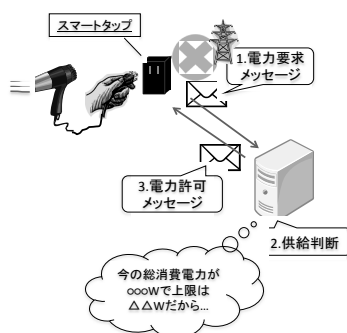 スマートタップ
1.電力要求
メッセージ
3.電力許可
メッセージ
2.供給判断
今の総消費電力が
○○○Wで上限は
△△Wだから…